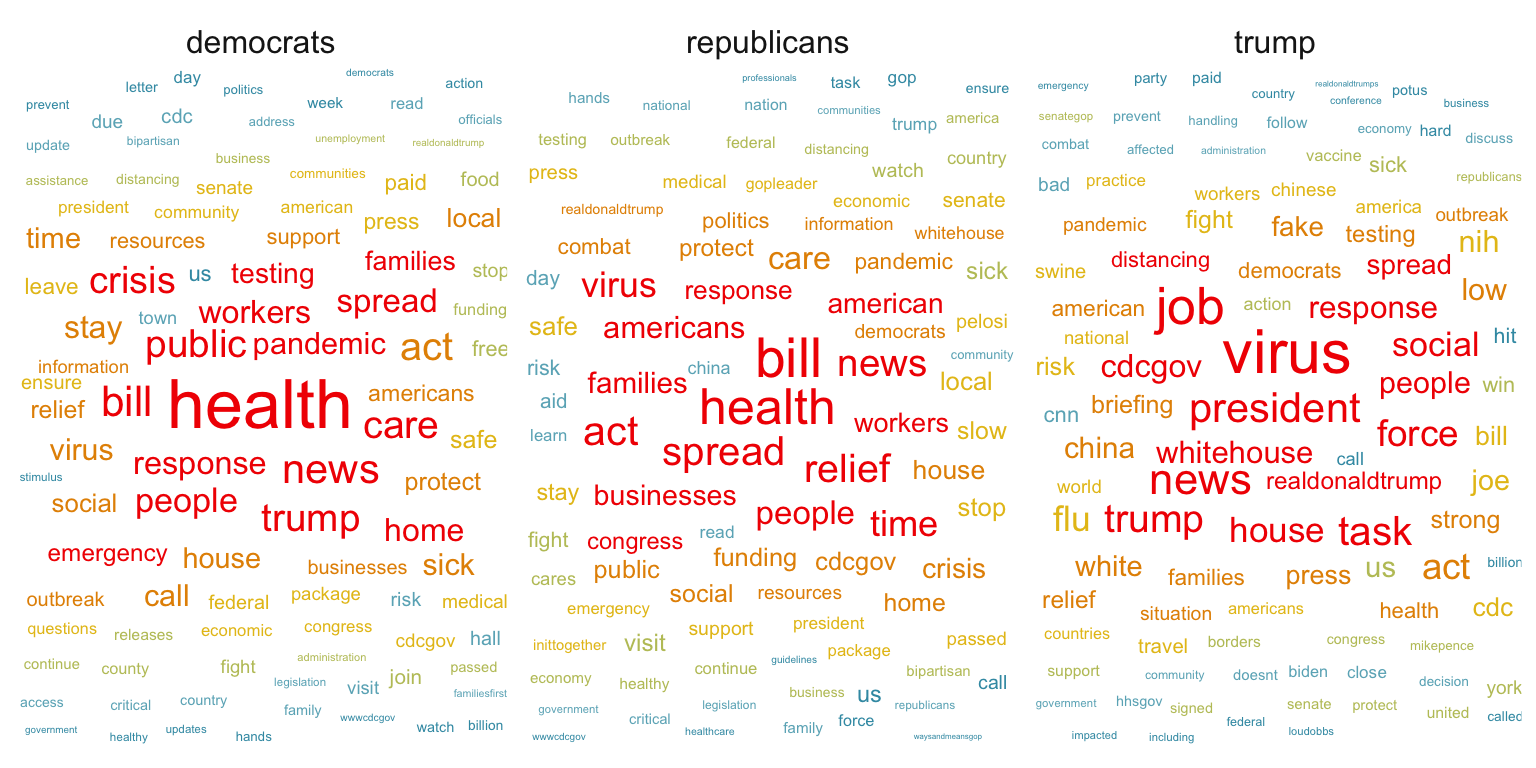 democrats
republicans
trump
democrats
day
letter
politics
action
prevent
week
read
due
cdc
address
officials
update
bipartisan
unemployment
realdonaldtrump
business
assistance
distancing
senate
communities
paid
food
president
community
american
press
local
time
resources
support
crisis
us
testing
families
stop
leave
workers
spread
funding
stay
town
public
pandemic
act
free
information
ensure
relief
bill
health
americans
care
virus
safe
response
news
stimulus
protect
social
people
trump
home
emergency
house
businesses
sick
outbreak
call
federal
package
risk
medical
questions
releases
economic
congress
cdcgov
hall
continue
county
fight
administration
join
passed
legislation
visit
familiesfirst
access
critical
country
family
wwwcdcgov
watch
billion
government
healthy
updates
hands
professionals
task
gop
ensure
hands
national
nation
communities
trump
america
testing
outbreak
federal
distancing
country
press
medical
gopleader
watch
realdonaldtrump
economic
senate
politics
information
whitehouse
combat
protect
care
pandemic
sick
day
virus
response
american
safe
americans
democrats
pelosi
risk
china
bill
news
community
families
local
aid
health
workers
slow
learn
act
spread
relief
house
stay
businesses
people
time
stop
fight
congress
read
funding
cdcgov
crisis
cares
public
social
resources
home
emergency
inittogether
visit
support
president
package
passed
economy
healthy
continue
guidelines
bipartisan
call
business
us
government
critical
legislation
republicans
family
force
wwwcdcgov
healthcare
waysandmeansgop
emergency
party
paid
realdonaldtrumps
country
conference
potus
business
senategop
prevent
handling
follow
economy
hard
discuss
combat
affected
administration
vaccine
sick
republicans
bad
practice
workers
chinese
america
outbreak
pandemic
fight
fake
testing
nih
swine
distancing
democrats
spread
low
american
job
action
response
national
virus
social
hit
risk
cdcgov
people
win
cnn
briefing
president
force
bill
china
whitehouse
call
world
news
realdonaldtrump
joe
flu
trump
house
task
strong
white
families
press
us
act
billion
relief
situation
americans
health
cdc
countries
travel
borders
congress
mikepence
support
community
doesnt
biden
close
decision
york
government
hhsgov
signed
senate
protect
united
called
impacted
including
federal
loudobbs